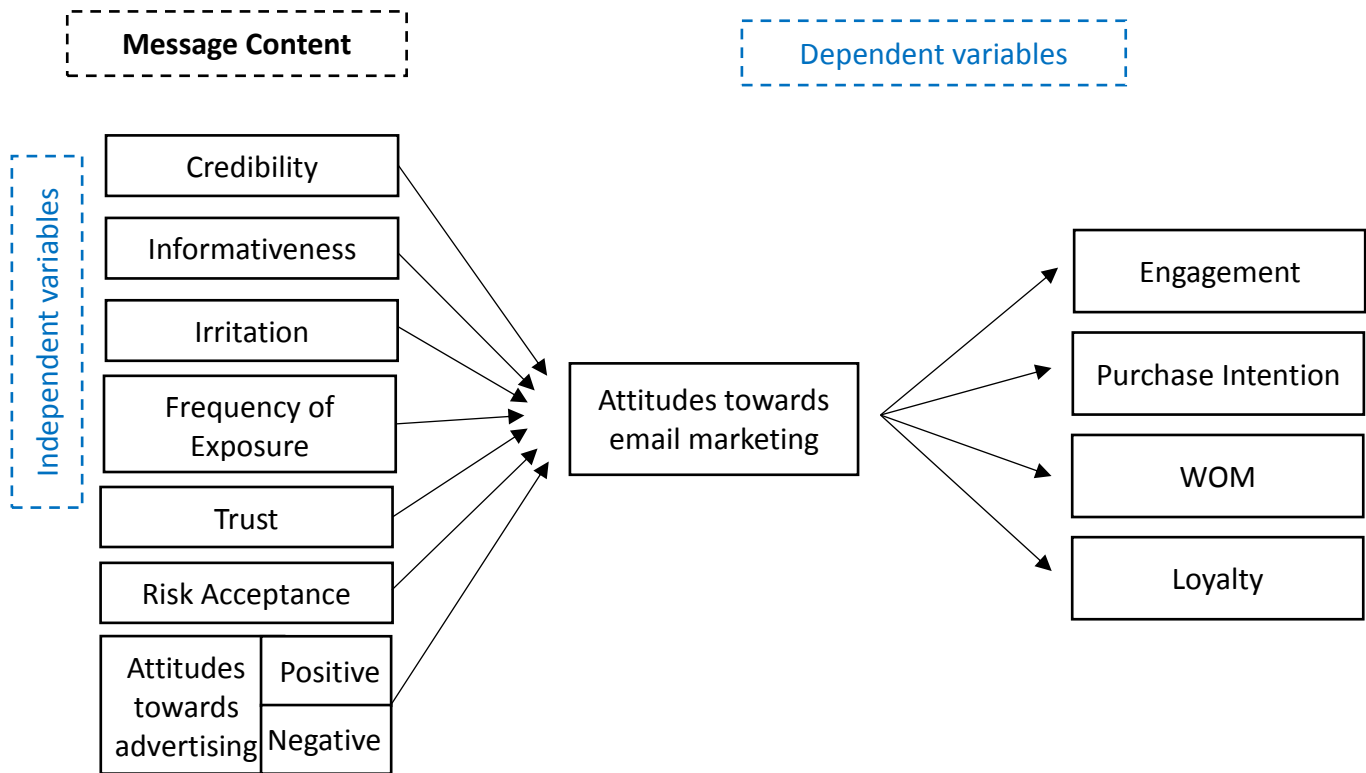 Message Content
Dependent variables
Independent variables
Credibility
Informativeness
Irritation
Frequency of
Exposure
Trust
Risk Acceptance
Attitudes
towards
advertising
Positive
Negative
Attitudes towards
email marketing
Engagement
Purchase Intention
WOM
Loyalty